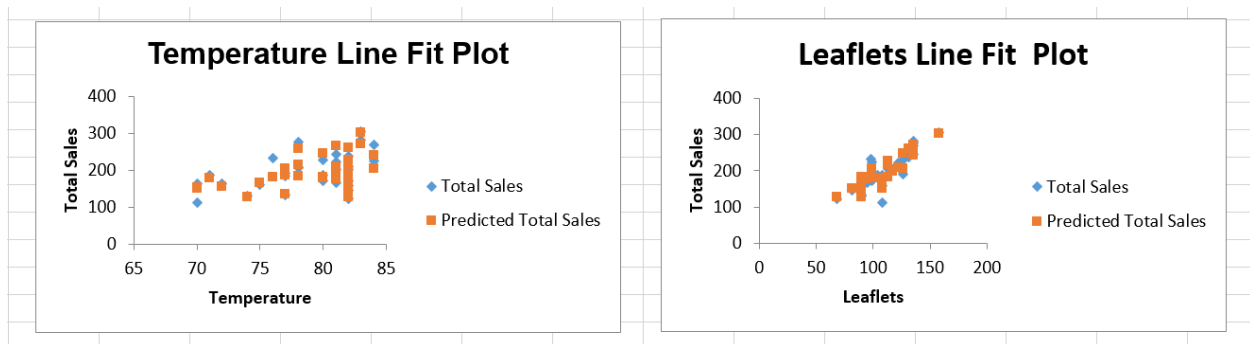 Temperature Line Fit Plot
400
300
200
100
0
65 70 75 80 85
Total Sales
Temperature
Total Sales
Predicted Total Sales
Leaflets Line Fit  Plot
400
300
200
100
0
0 50 100 150 200
Total Sales
Leaflets
Total Sales
Predicted Total Sales